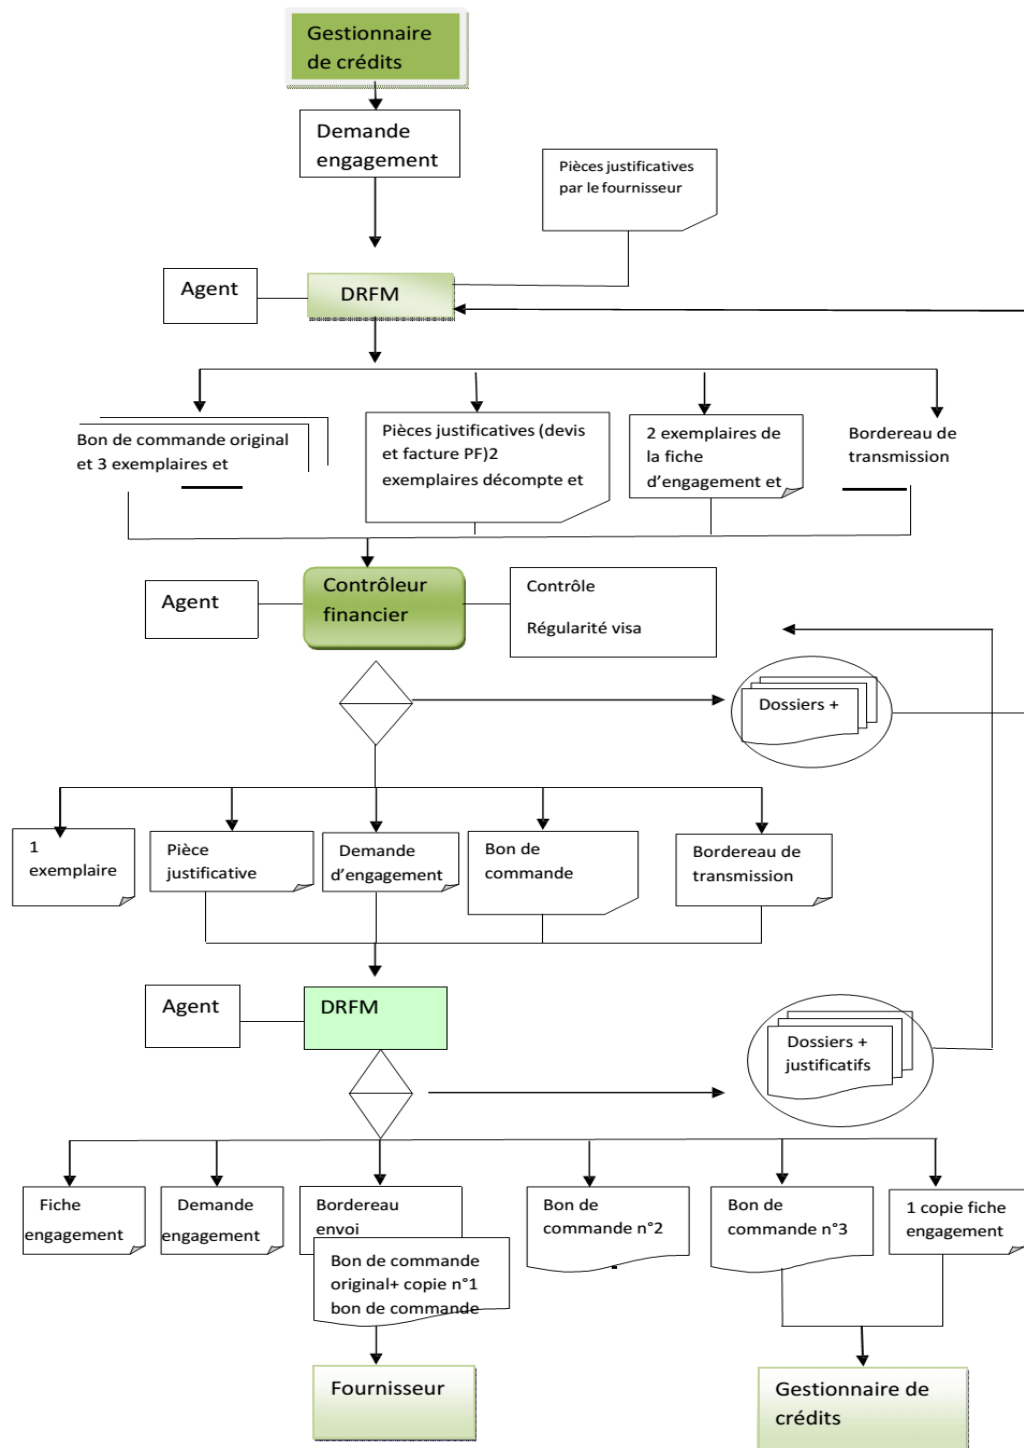 Gestionnaire
de crédits
Demande
engagement
Pièces justificatives
par le fournisseur
Agent
DRFM
Bon de commande original
et 3 exemplaires et
Pièces justificatives (devis
et facture PF)2
exemplaires décompte et
2 exemplaires de
la fiche
d’engagement et
Bordereau de
transmission
Agent
Contrôleur
financier
Contrôle
Régularité visa
Dossiers +
1
exemplaire
Pièce
justificative
Demande
d’engagement
Bon de
commande
Bordereau de
transmission
Agent
DRFM
Dossiers +
justificatifs
Fiche
engagement
Demande
engagement
Bordereau
envoi
Bon de commande
original+ copie n°1
bon de commande
Bon de
commande n°2
Bon de
commande n°3
1 copie fiche
engagement
Fournisseur
Gestionnaire de
crédits